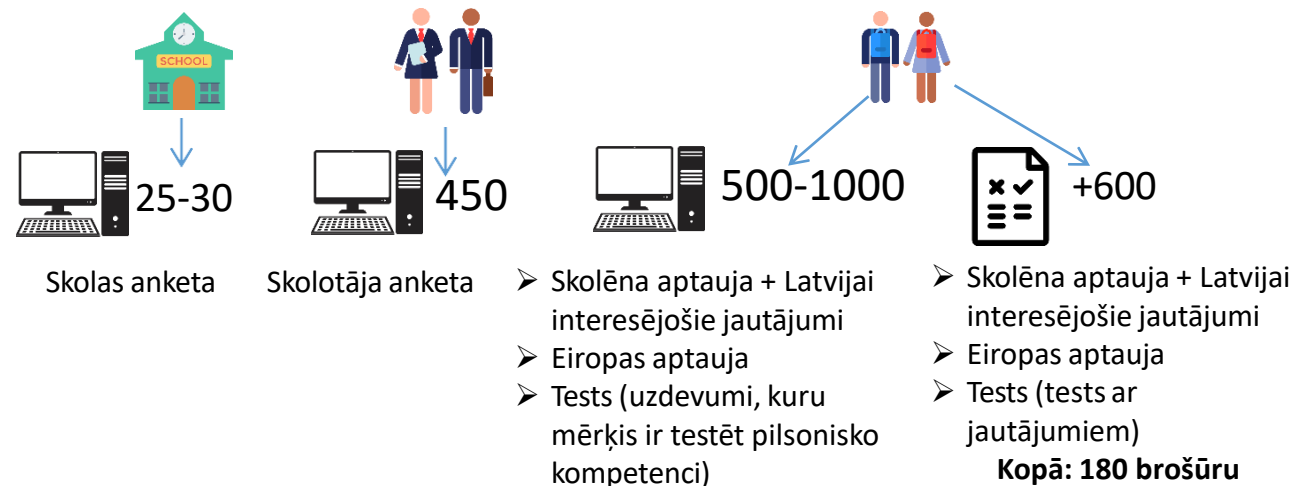 SCHOOL
25-30
Skolas anketa
450
Skolotāja anketa
500-1000
➢ Skolēna aptauja + Latvijai
interesējošie jautājumi
➢ Eiropas aptauja
➢ Tests (uzdevumi, kuru
mērķis ir testēt pilsonisko
kompetenci)
+600
➢ Skolēna aptauja + Latvijai
interesējošie jautājumi
➢ Eiropas aptauja
➢ Tests (tests ar
jautājumiem)
Kopā: 180 brošūru